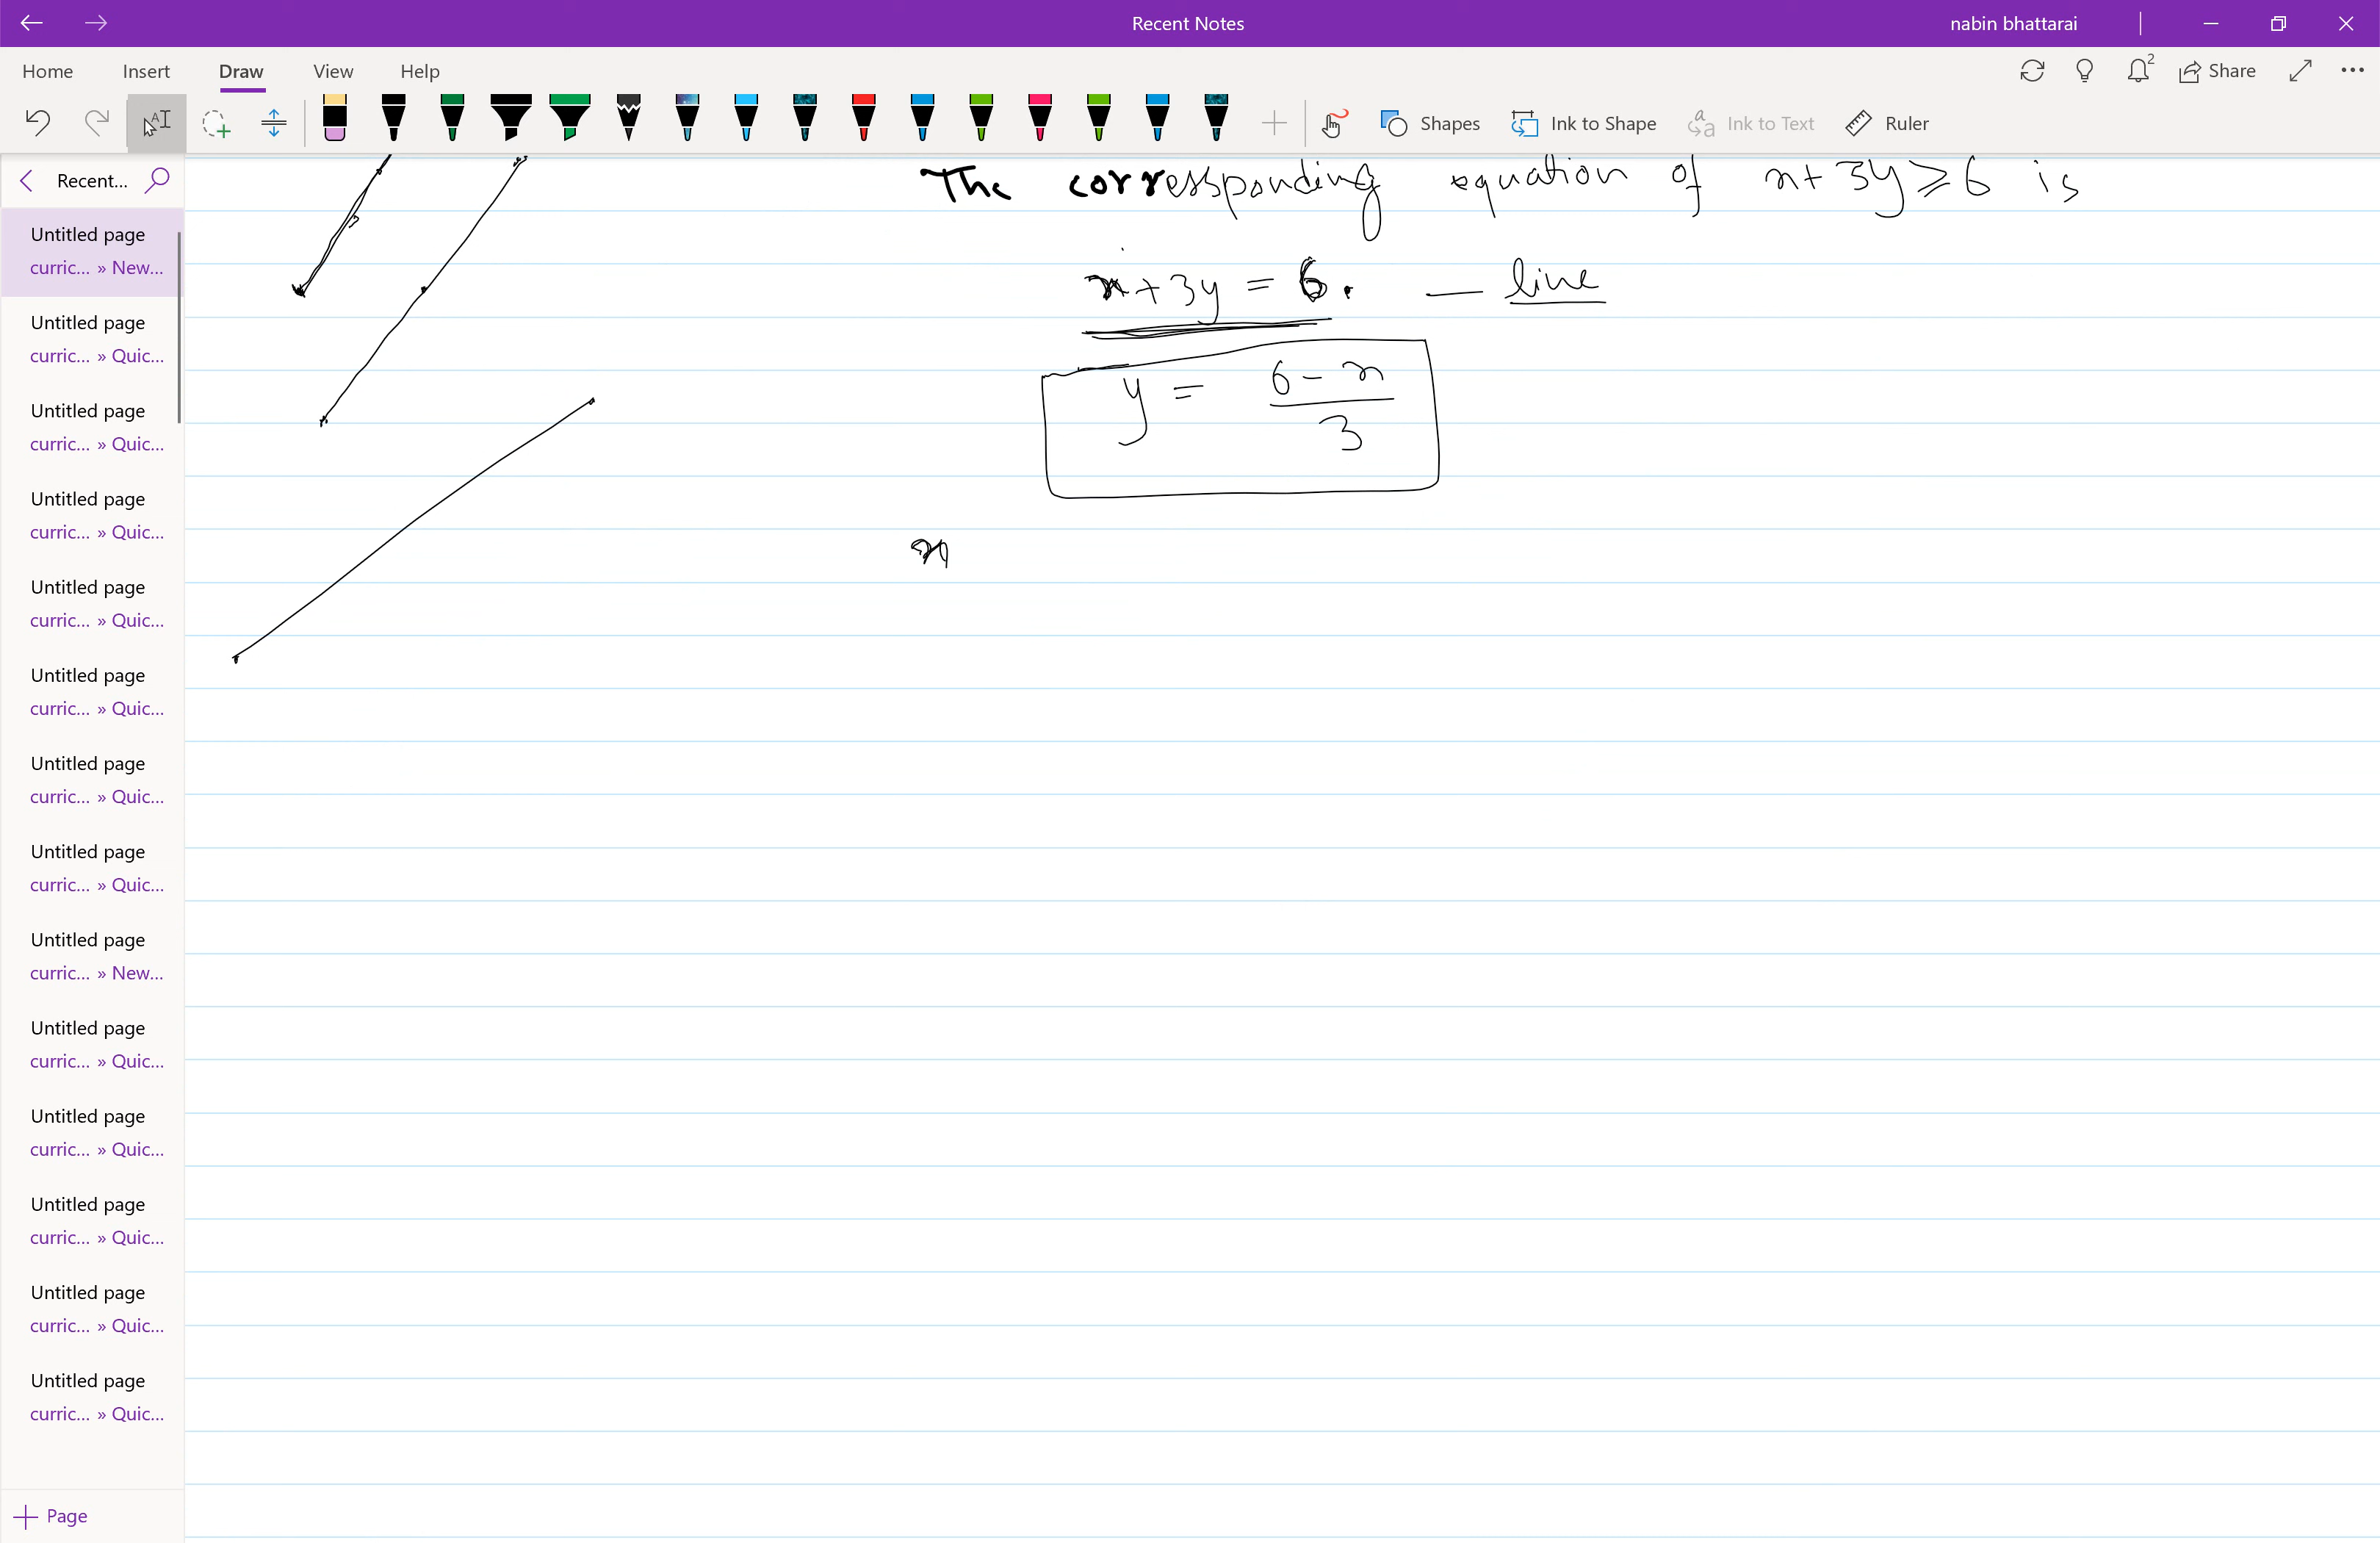 Recent Notes
nabin bhattarai
Home Insert Draw View Help
2 Share
Shapes Ink to Shape Ink to Text Ruler
Recent...
Untitled page
curric... » New...
Untitled page
curric... » Quic...
Untitled page
curric... » Quic...
Untitled page
curric... » Quic...
Untitled page
curric... » Quic...
Untitled page
curric... » Quic...
Untitled page
curric... » Quic...
Untitled page
curric... » Quic...
Untitled page
curric... » New...
Untitled page
curric... » Quic...
Untitled page
curric... » Quic...
Untitled page
curric... » Quic...
Untitled page
curric... » Quic...
Untitled page
curric... » Quic...
Page
The corresponding equation of x + 3y ≥ 6 is
x + 3y = 6. — line
y = 6 - x
3
x